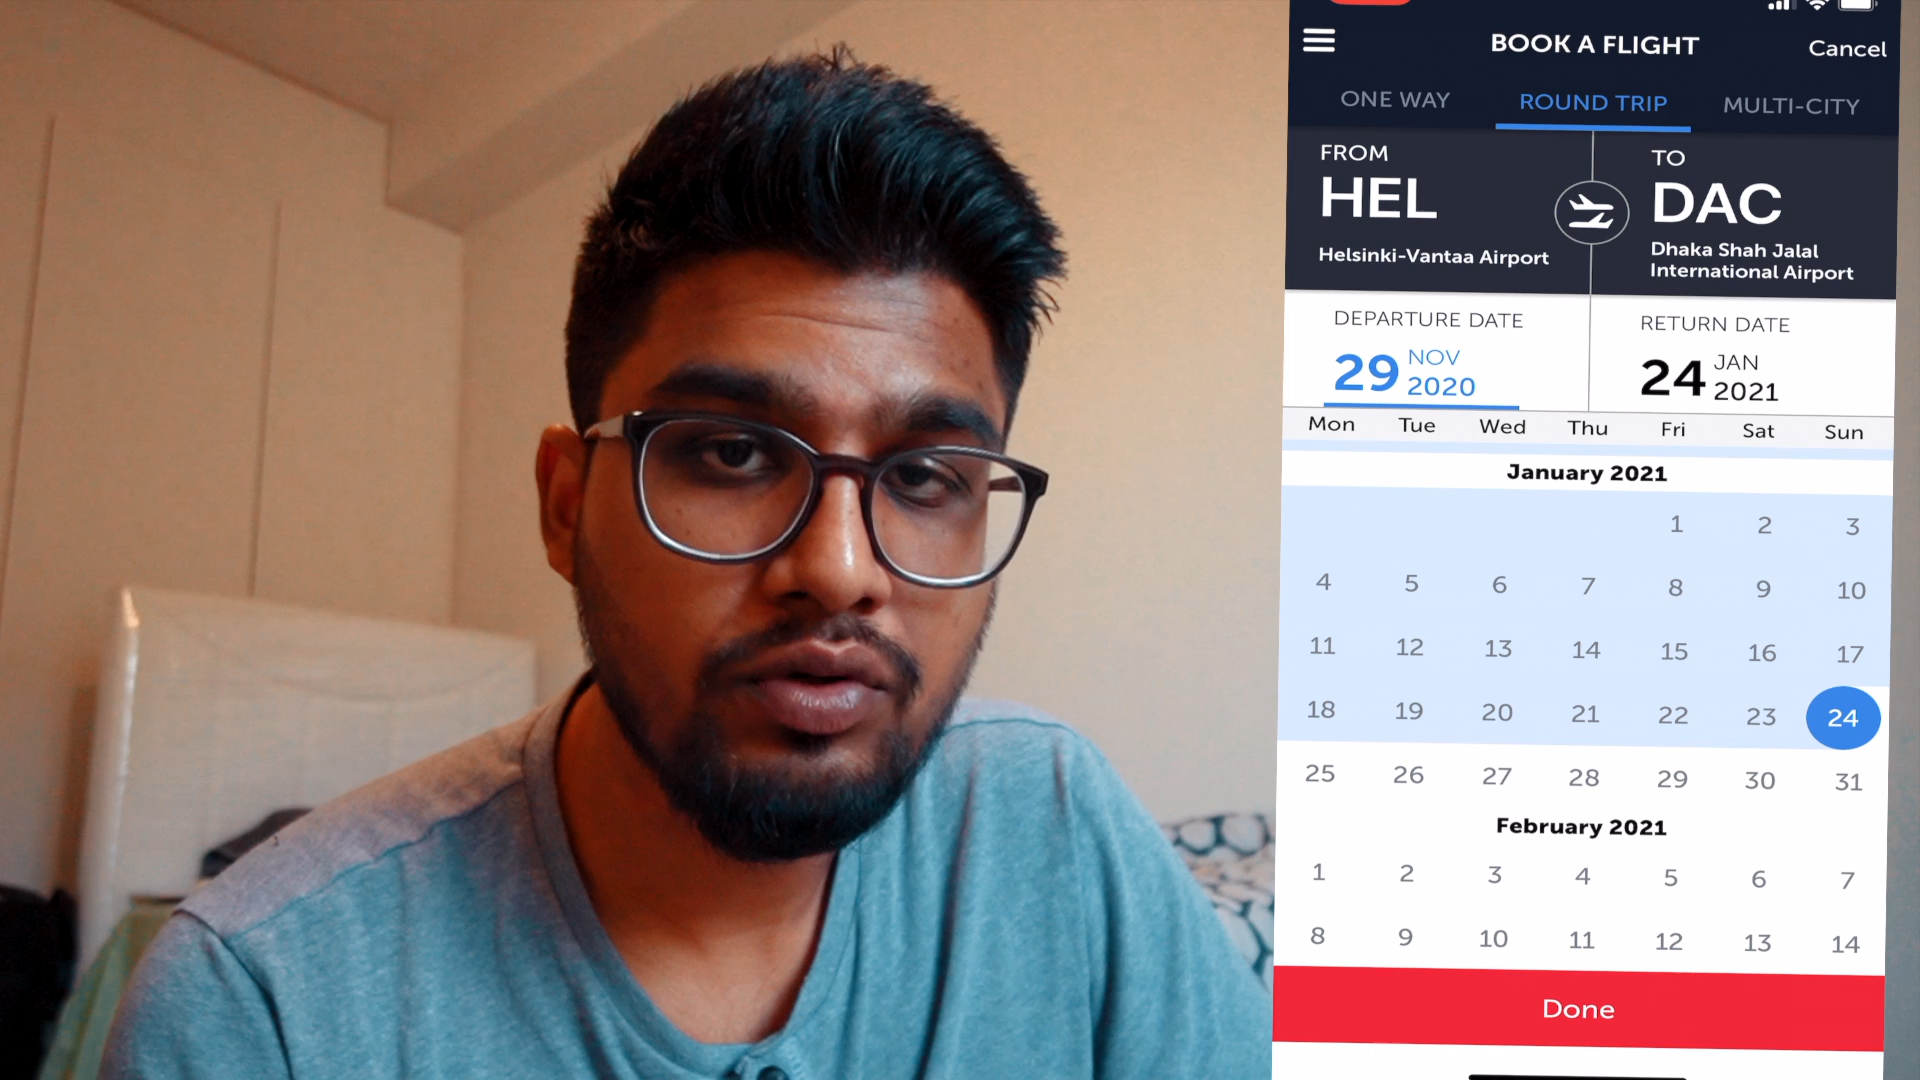 BOOK A FLIGHT
Cancel
ONE WAY
ROUND TRIP
MULTI-CITY
FROM
HEL
Helsinki-Vantaa Airport
TO
DAC
Dhaka Shah Jalal
International Airport
DEPARTURE DATE
29 NOV 2020
RETURN DATE
24 JAN 2021
Mon Tue Wed Thu Fri Sat Sun
January 2021
1 2 3
4 5 6 7 8 9 10
11 12 13 14 15 16 17
18 19 20 21 22 23 24
25 26 27 28 29 30 31
February 2021
1 2 3 4 5 6 7
8 9 10 11 12 13 14
Done